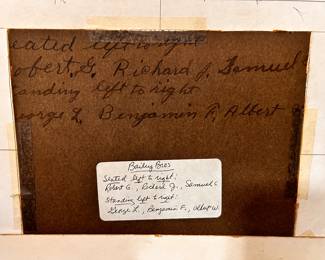 eated left to right
obert G. Richard J. Samuel
anding left to right
eorge L. Benjamin F, Albert
Bailey Bros
Seated left to right:
Robert G., Richard J., Samuel C
Standing left to right:
George L., Benjamin F., Albert W.